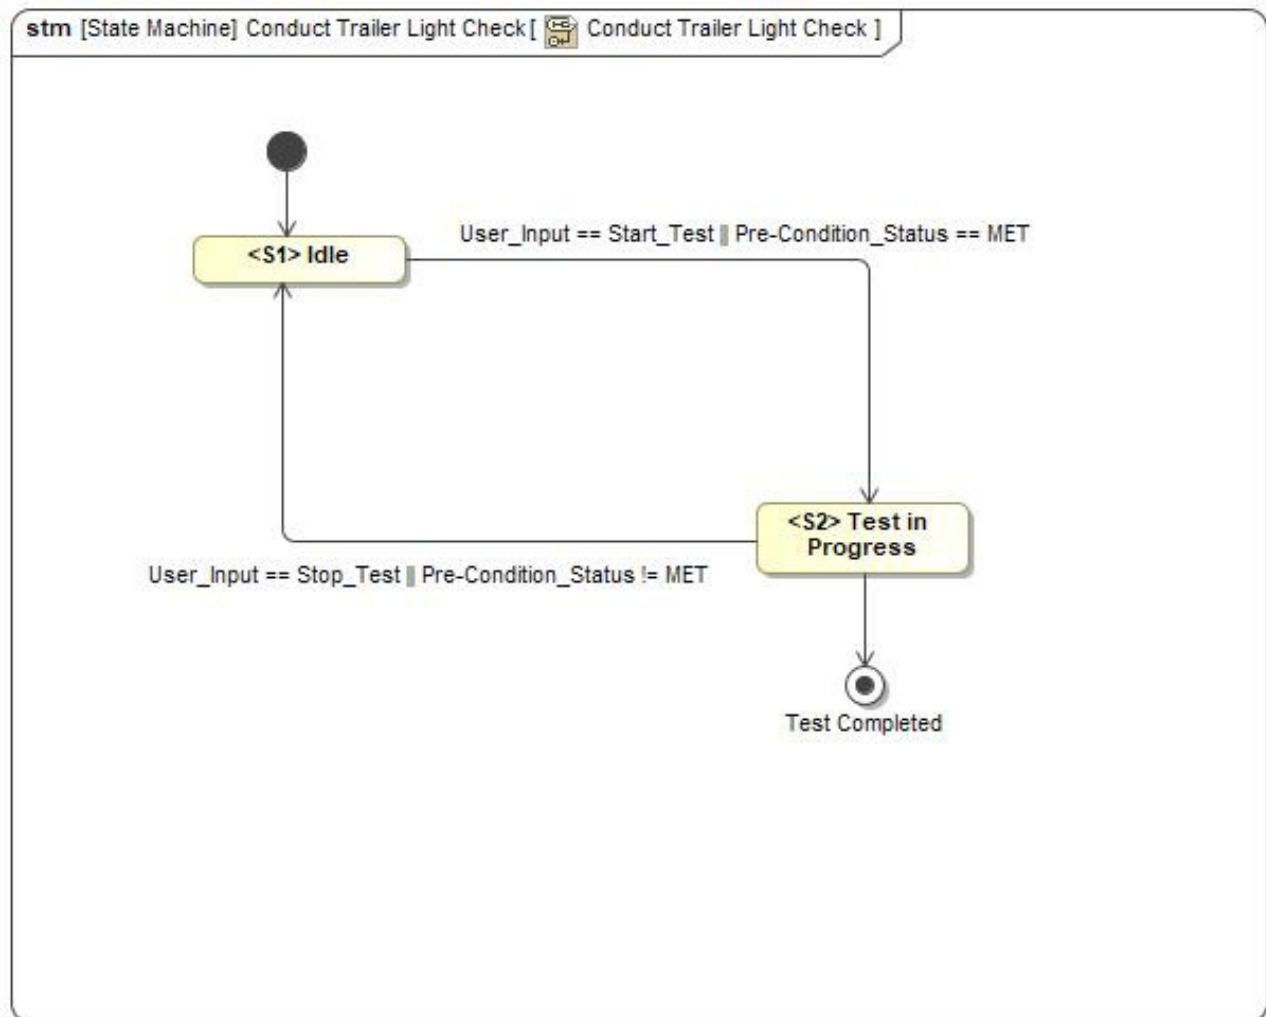 stm [State Machine] Conduct Trailer Light Check[ Conduct Trailer Light Check ]
User_Input == Start_Test || Pre-Condition_Status == MET
<S1> Idle
<S2> Test in
Progress
User_Input == Stop_Test || Pre-Condition_Status != MET
Test Completed